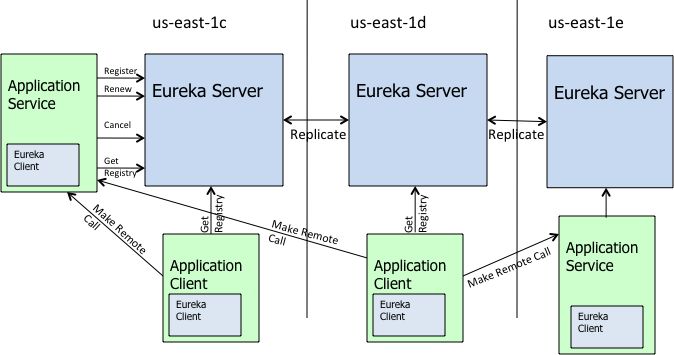 us-east-1c
us-east-1d
us-east-1e
Application
Service
Eureka
Client
Register
Renew
Cancel
Get
Registry
Eureka Server
Replicate
Eureka Server
Replicate
Eureka Server
Make Remote
Call
Get
Registry
Make Remote
Call
Get
Registry
Make Remote Call
Application
Client
Eureka
Client
Application
Client
Eureka
Client
Application
Service
Eureka
Client